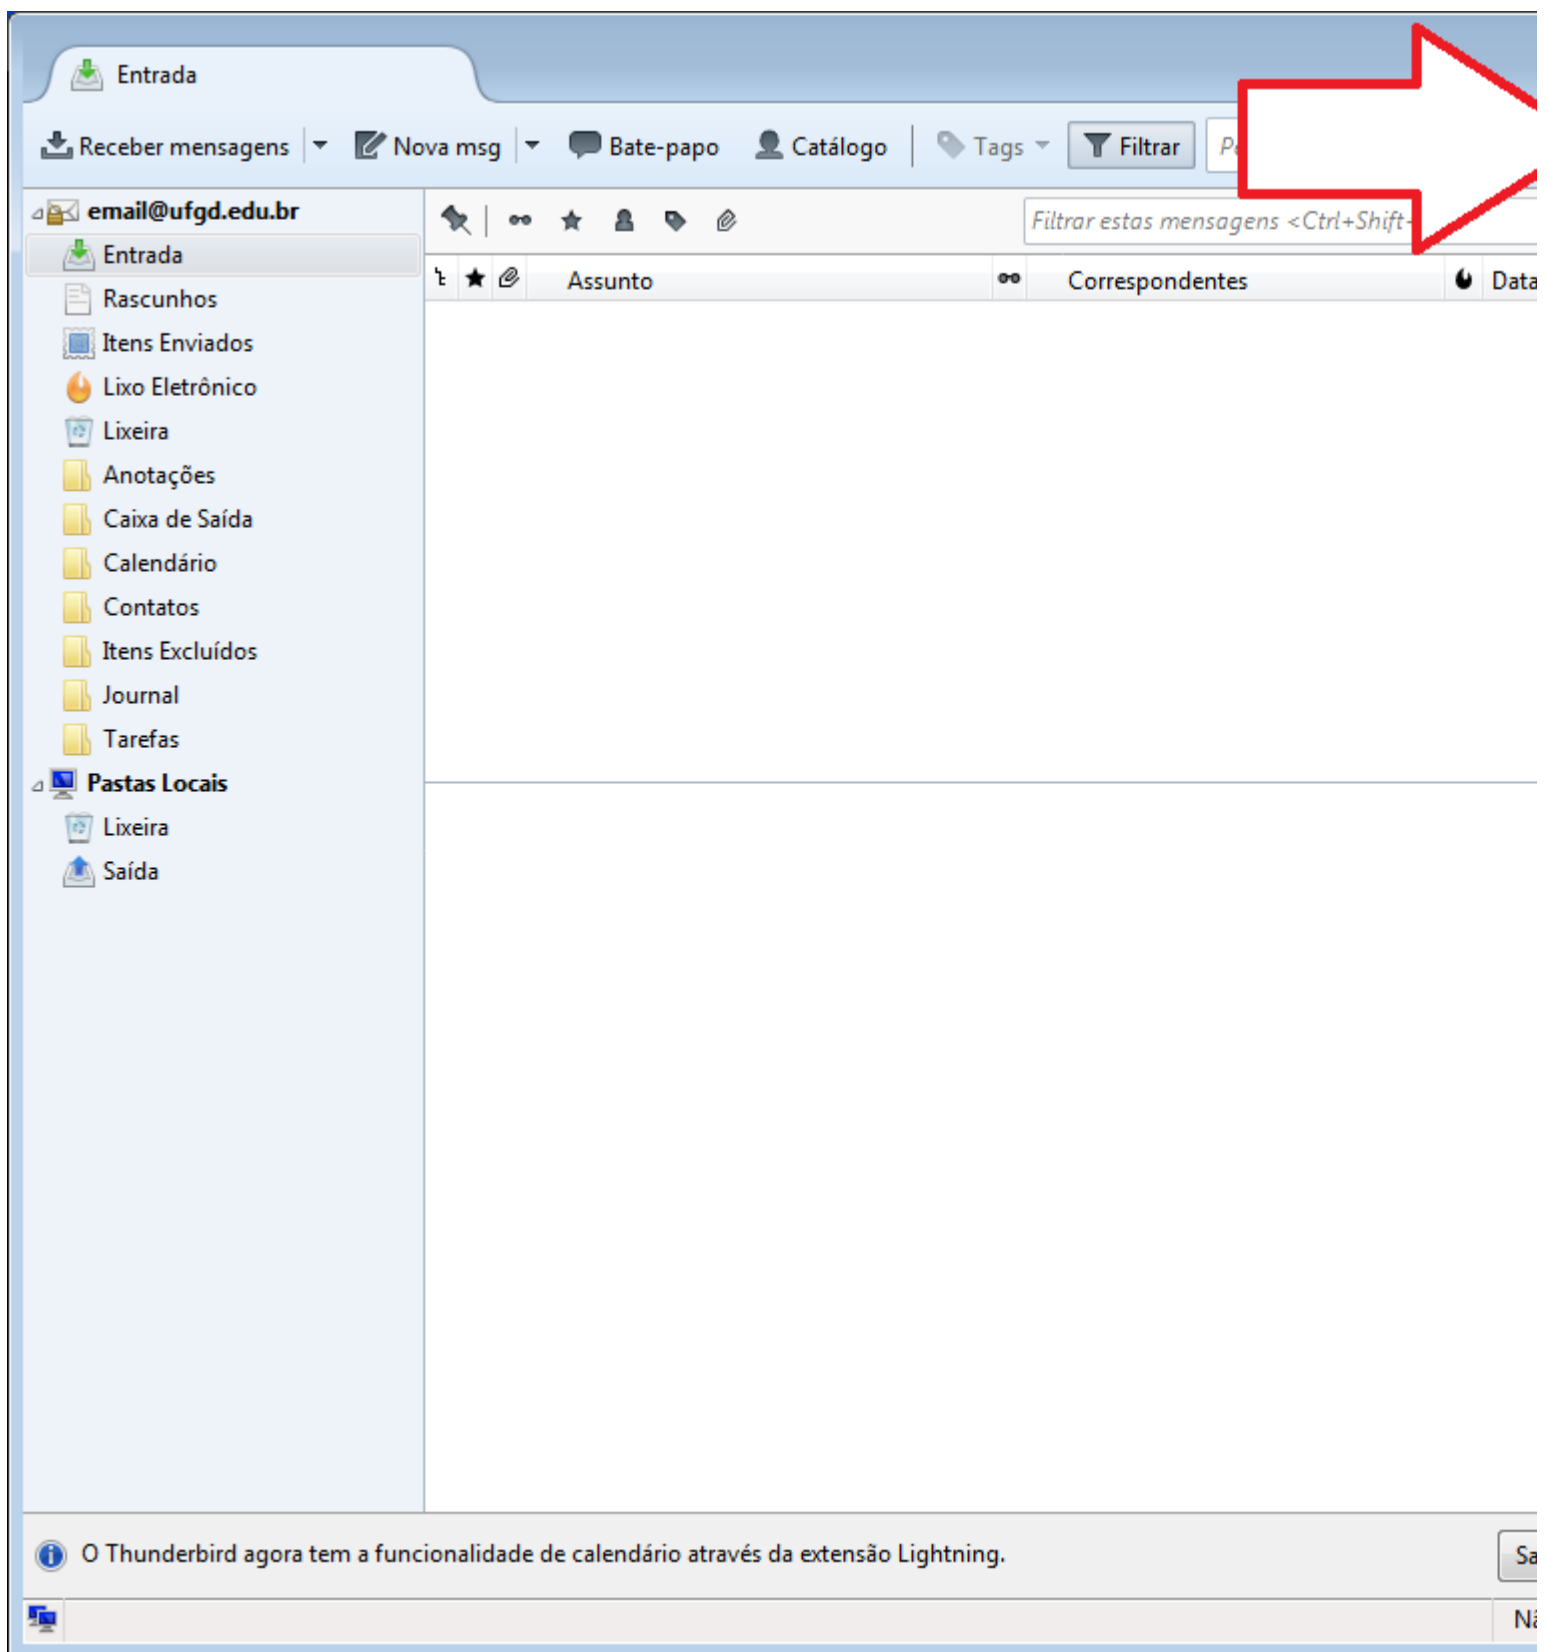 Entrada
Receber mensagens Nova msg Bate-papo Catálogo Tags Filtrar
email@ufgd.edu.br
Filtrar estas mensagens <Ctrl+Shift-
Entrada
Assunto Correspondentes Data
Rascunhos
Itens Enviados
Lixo Eletrônico
Lixeira
Anotações
Caixa de Saída
Calendário
Contatos
Itens Excluídos
Journal
Tarefas
Pastas Locais
Lixeira
Saída
O Thunderbird agora tem a funcionalidade de calendário através da extensão Lightning.